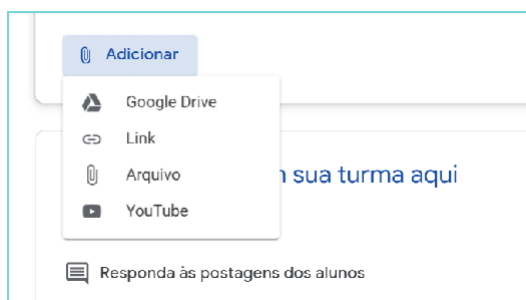 Adicionar
Google Drive
Link
Arquivo
sua turma aqui
YouTube
Responda às postagens dos alunos